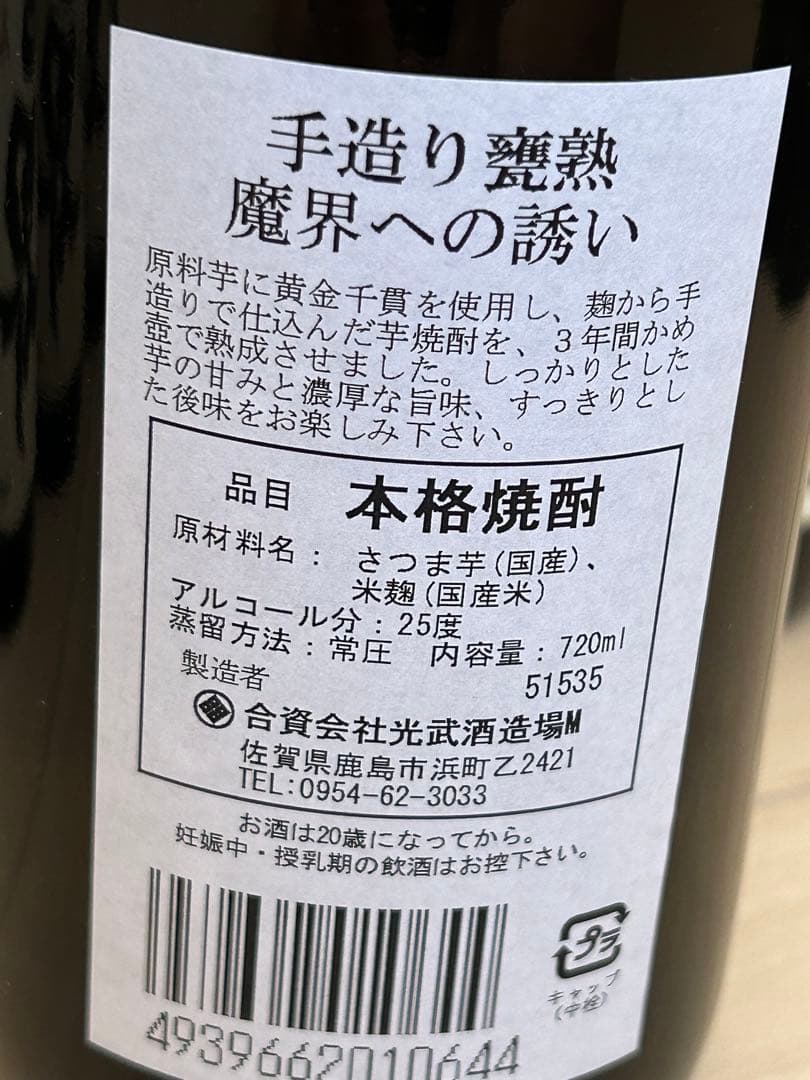 手造り甕熟
魔界への誘い
原料芋に黄金千貫を使用し、麹から手
造りで仕込んだ芋焼酎を、3年間かめ
壺で熟成させました。しっかりとした
芋の甘みと濃厚な旨味、すっきりとし
た後味をお楽しみ下さい。
品目 本格焼酎
原材料名： さつま芋(国産)、
米麹(国産米)
アルコール分：25度
蒸留方法：常圧 内容量：720ml
製造者 51535
合資会社光武酒造場M
佐賀県鹿島市浜町乙2421
TEL:0954-62-3033
お酒は20歳になってから。
妊娠中・授乳期の飲酒はお控下さい。
プラ
キャップ
(中栓)
4939662010644